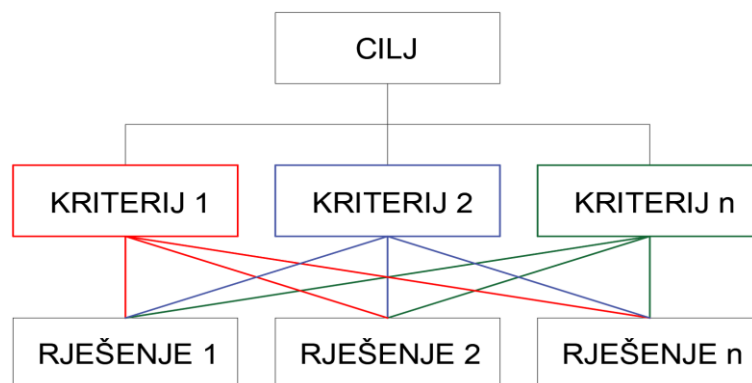 CILJ
KRITERIJ 1
KRITERIJ 2
KRITERIJ n
RJEŠENJE 1
RJEŠENJE 2
RJEŠENJE n